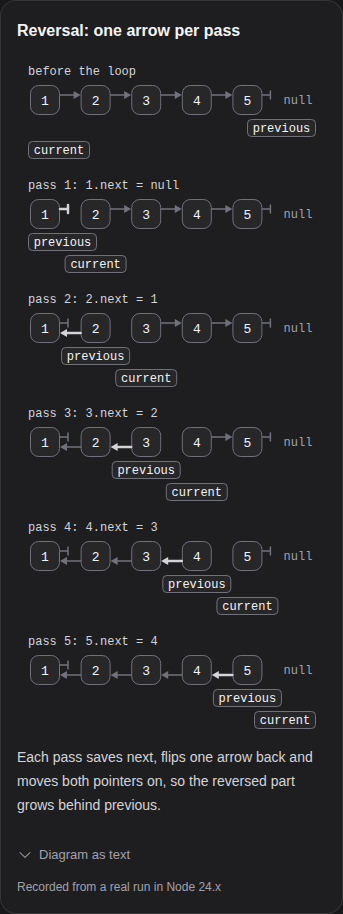 Reversal: one arrow per pass
before the loop
1 2 3 4 5 null
previous
current
pass 1: 1.next = null
1 2 3 4 5 null
previous
current
pass 2: 2.next = 1
1 2 3 4 5 null
previous
current
pass 3: 3.next = 2
1 2 3 4 5 null
previous
current
pass 4: 4.next = 3
1 2 3 4 5 null
previous
current
pass 5: 5.next = 4
1 2 3 4 5 null
previous
current
Each pass saves next, flips one arrow back and
moves both pointers on, so the reversed part
grows behind previous.
Diagram as text
Recorded from a real run in Node 24.x